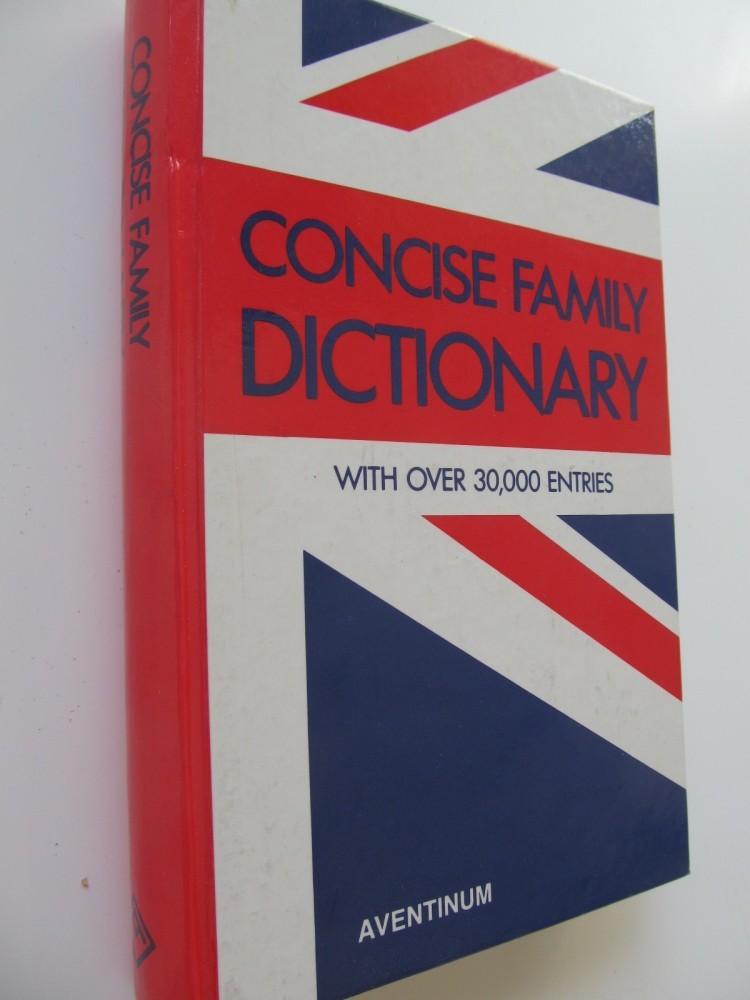 CONCISE FAMILY
CONCISE FAMILY
DICTIONARY
WITH OVER 30,000 ENTRIES
AVENTINUM